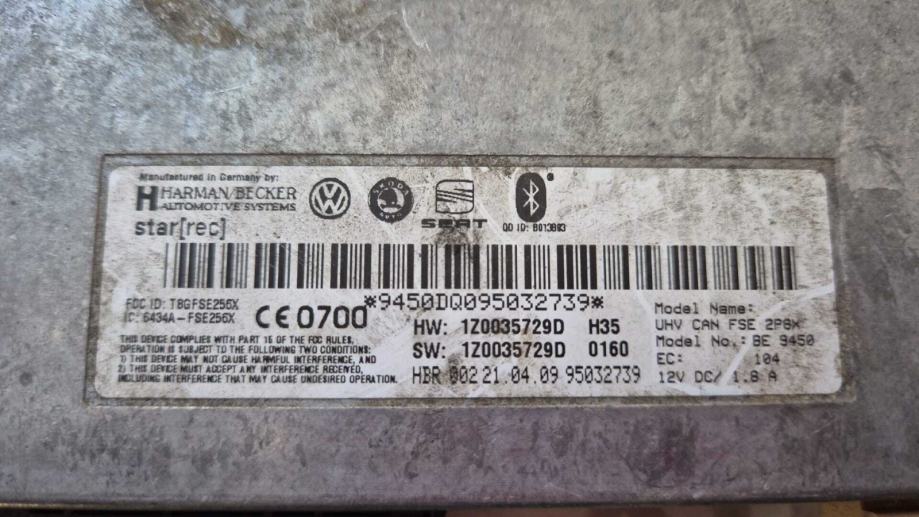 Manufactured in Germany by:
HARMAN/BECKER
AUTOMOTIVE SYSTEMS
star[rec]
ŠKODA
AUTO
SEAT
QD ID: B013883
*9450DQ095032739*
FCC ID: T8GFSE256X
IC: 6434A-FSE256X
CE0700
HW: 1Z0035729D H35
SW: 1Z0035729D 0160
HBR 002 21.04.09 95032739
THIS DEVICE COMPLIES WITH PART 15 OF THE FCC RULES,
OPERATION IS SUBJECT TO THE FOLLOWING TWO CONDITIONS:
1) THIS DEVICE MAY NOT CAUSE HARMFUL INTERFERENCE, AND
2) THIS DEVICE MUST ACCEPT ANY INTERFERENCE RECEIVED,
INCLUDING INTERFERENCE THAT MAY CAUSE UNDESIRED OPERATION.
Model Name:
UHV CAN FSE 2P8X
Model No.: BE 9450
EC: 104
12V DC/ 1.8 A